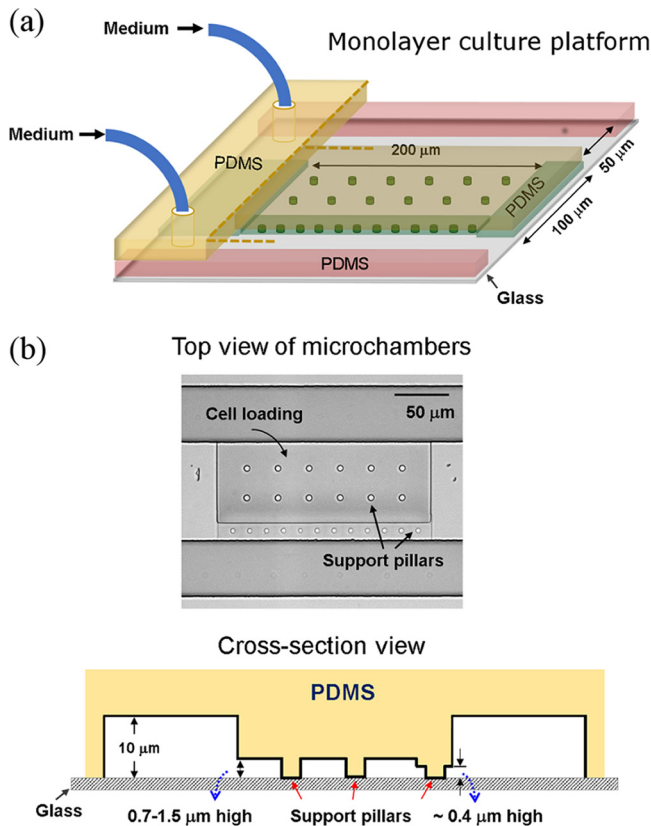 (a)
Medium
Monolayer culture platform
Medium
PDMS
200 μm
50 μm
PDMS
100 μm
PDMS
Glass
(b)
Top view of microchambers
Cell loading
50 μm
Support pillars
Cross-section view
PDMS
10 μm
Glass
0.7-1.5 μm high
Support pillars
~ 0.4 μm high